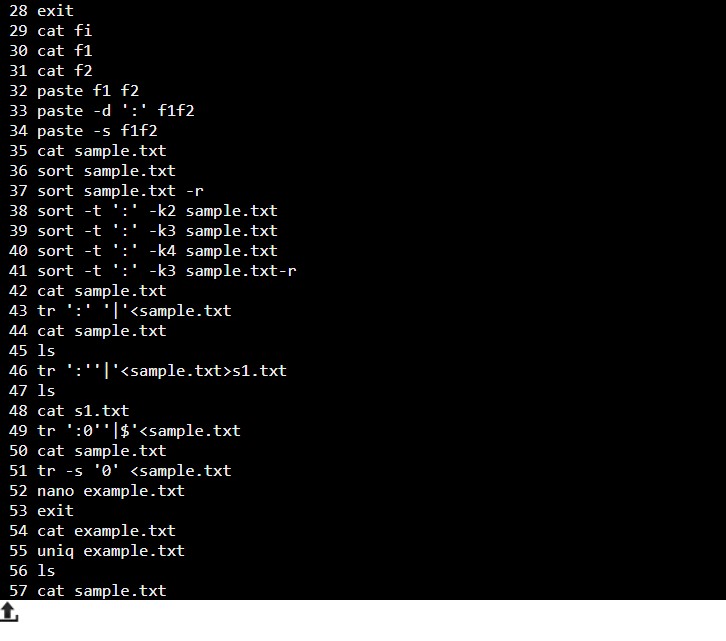 28 exit
29 cat fi
30 cat f1
31 cat f2
32 paste f1 f2
33 paste -d ':' f1f2
34 paste -s f1f2
35 cat sample.txt
36 sort sample.txt
37 sort sample.txt -r
38 sort -t ':' -k2 sample.txt
39 sort -t ':' -k3 sample.txt
40 sort -t ':' -k4 sample.txt
41 sort -t ':' -k3 sample.txt-r
42 cat sample.txt
43 tr ':' '|'<sample.txt
44 cat sample.txt
45 ls
46 tr ':''|'<sample.txt>s1.txt
47 ls
48 cat s1.txt
49 tr ':0''|$'<sample.txt
50 cat sample.txt
51 tr -s '0' <sample.txt
52 nano example.txt
53 exit
54 cat example.txt
55 uniq example.txt
56 ls
57 cat sample.txt